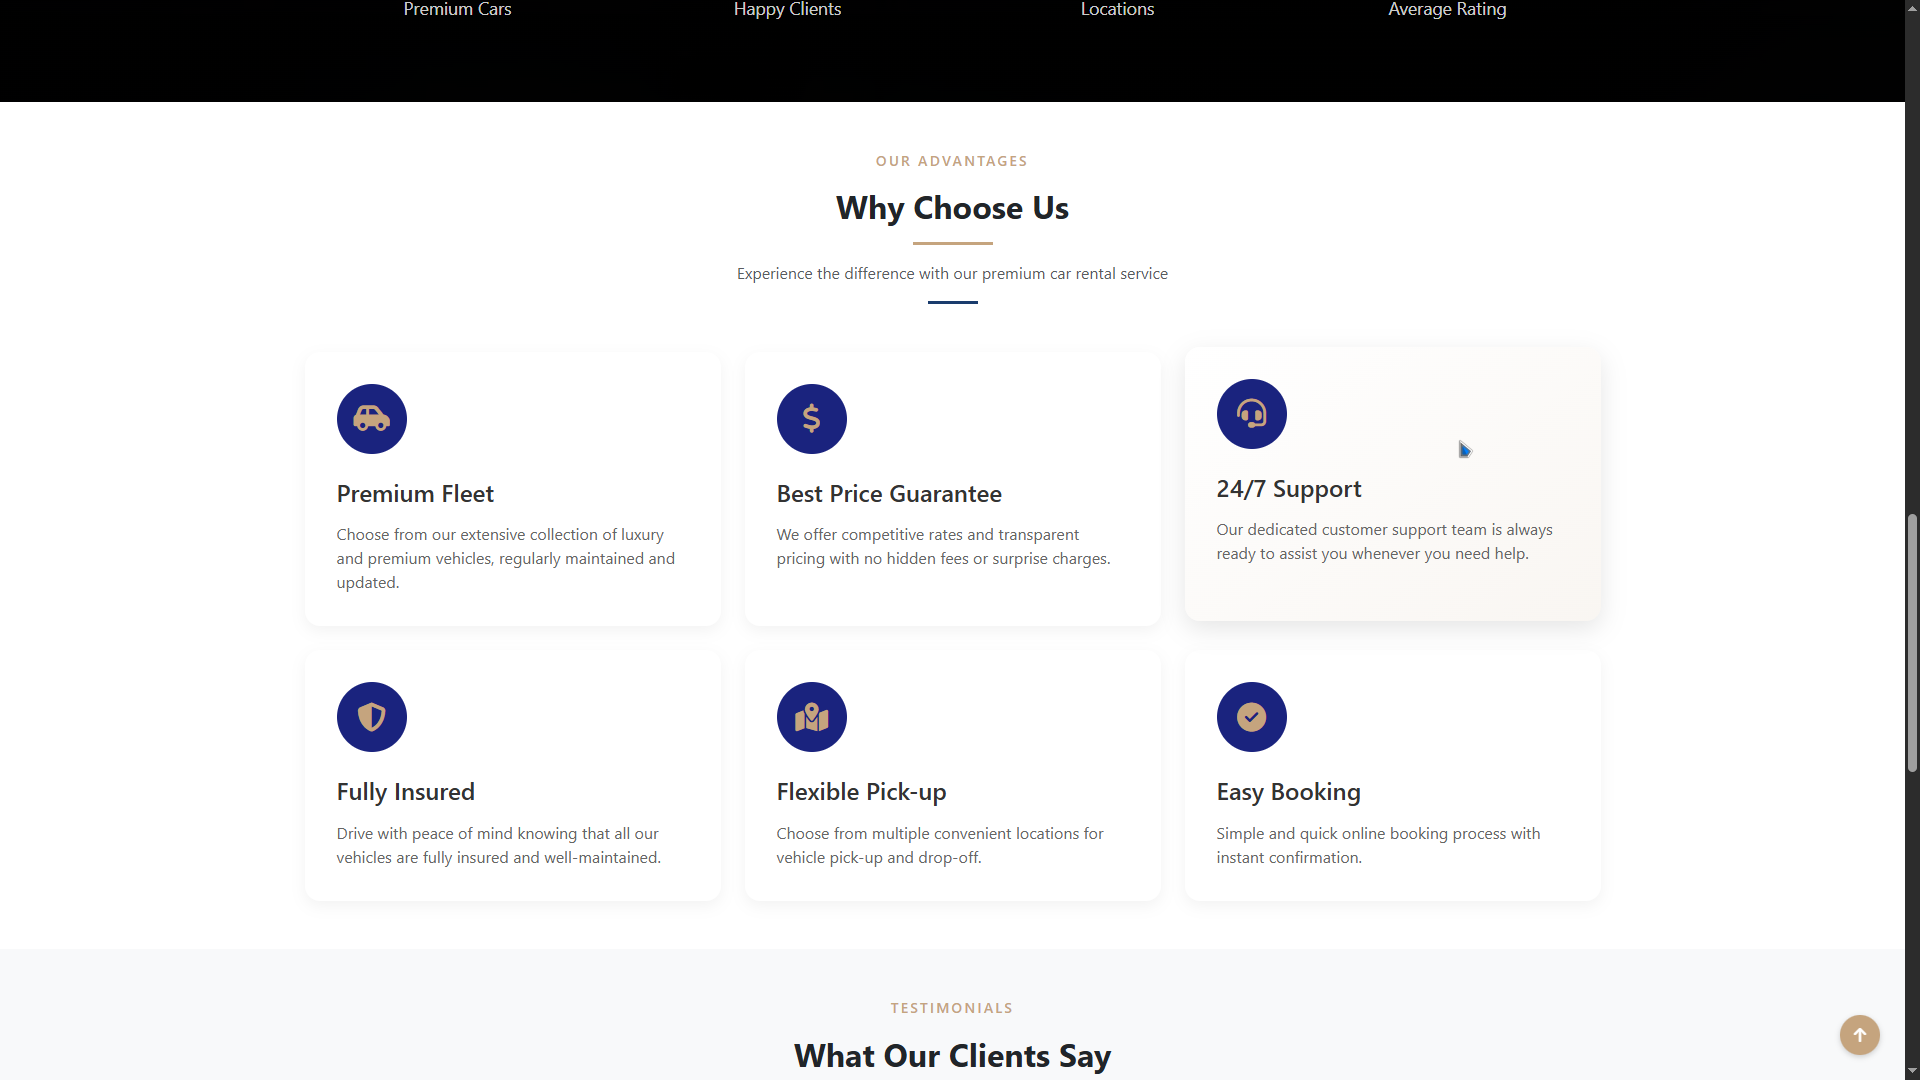 Premium Cars
Happy Clients
Locations
Average Rating
OUR ADVANTAGES
Why Choose Us
Experience the difference with our premium car rental service
Premium Fleet
Choose from our extensive collection of luxury
and premium vehicles, regularly maintained and
updated.
Best Price Guarantee
We offer competitive rates and transparent
pricing with no hidden fees or surprise charges.
24/7 Support
Our dedicated customer support team is always
ready to assist you whenever you need help.
Fully Insured
Drive with peace of mind knowing that all our
vehicles are fully insured and well-maintained.
Flexible Pick-up
Choose from multiple convenient locations for
vehicle pick-up and drop-off.
Easy Booking
Simple and quick online booking process with
instant confirmation.
TESTIMONIALS
What Our Clients Say